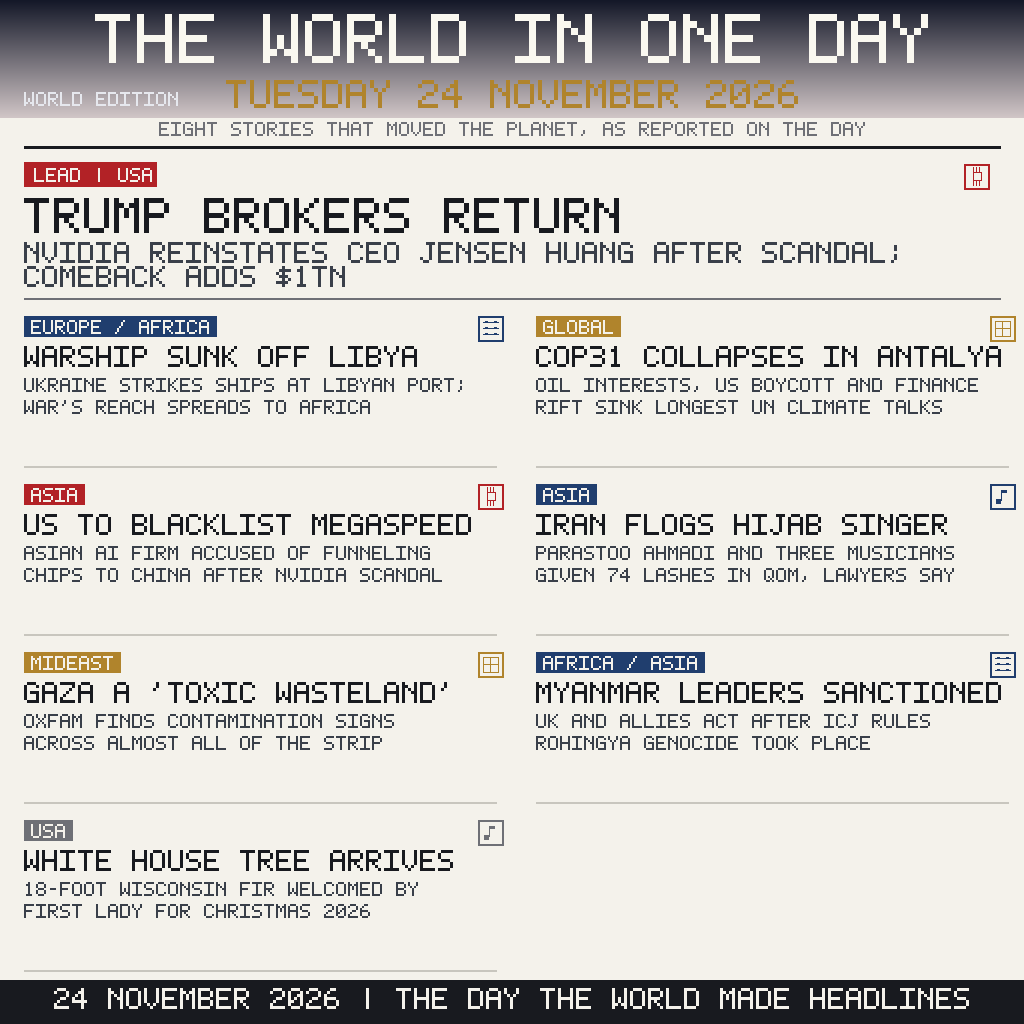 THE WORLD IN ONE DAY
WORLD EDITION
TUESDAY 24 NOVEMBER 2026
EIGHT STORIES THAT MOVED THE PLANET, AS REPORTED ON THE DAY
LEAD | USA
TRUMP BROKERS RETURN
NVIDIA REINSTATES CEO JENSEN HUANG AFTER SCANDAL;
COMEBACK ADDS $1TN
EUROPE / AFRICA
WARSHIP SUNK OFF LIBYA
UKRAINE STRIKES SHIPS AT LIBYAN PORT;
WAR'S REACH SPREADS TO AFRICA
GLOBAL
COP31 COLLAPSES IN ANTALYA
OIL INTERESTS, US BOYCOTT AND FINANCE
RIFT SINK LONGEST UN CLIMATE TALKS
ASIA
US TO BLACKLIST MEGASPEED
ASIAN AI FIRM ACCUSED OF FUNNELING
CHIPS TO CHINA AFTER NVIDIA SCANDAL
ASIA
IRAN FLOGS HIJAB SINGER
PARASTOO AHMADI AND THREE MUSICIANS
GIVEN 74 LASHES IN QOM, LAWYERS SAY
MIDEAST
GAZA A 'TOXIC WASTELAND'
OXFAM FINDS CONTAMINATION SIGNS
ACROSS ALMOST ALL OF THE STRIP
AFRICA / ASIA
MYANMAR LEADERS SANCTIONED
UK AND ALLIES ACT AFTER ICJ RULES
ROHINGYA GENOCIDE TOOK PLACE
USA
WHITE HOUSE TREE ARRIVES
18-FOOT WISCONSIN FIR WELCOMED BY
FIRST LADY FOR CHRISTMAS 2026
24 NOVEMBER 2026 | THE DAY THE WORLD MADE HEADLINES